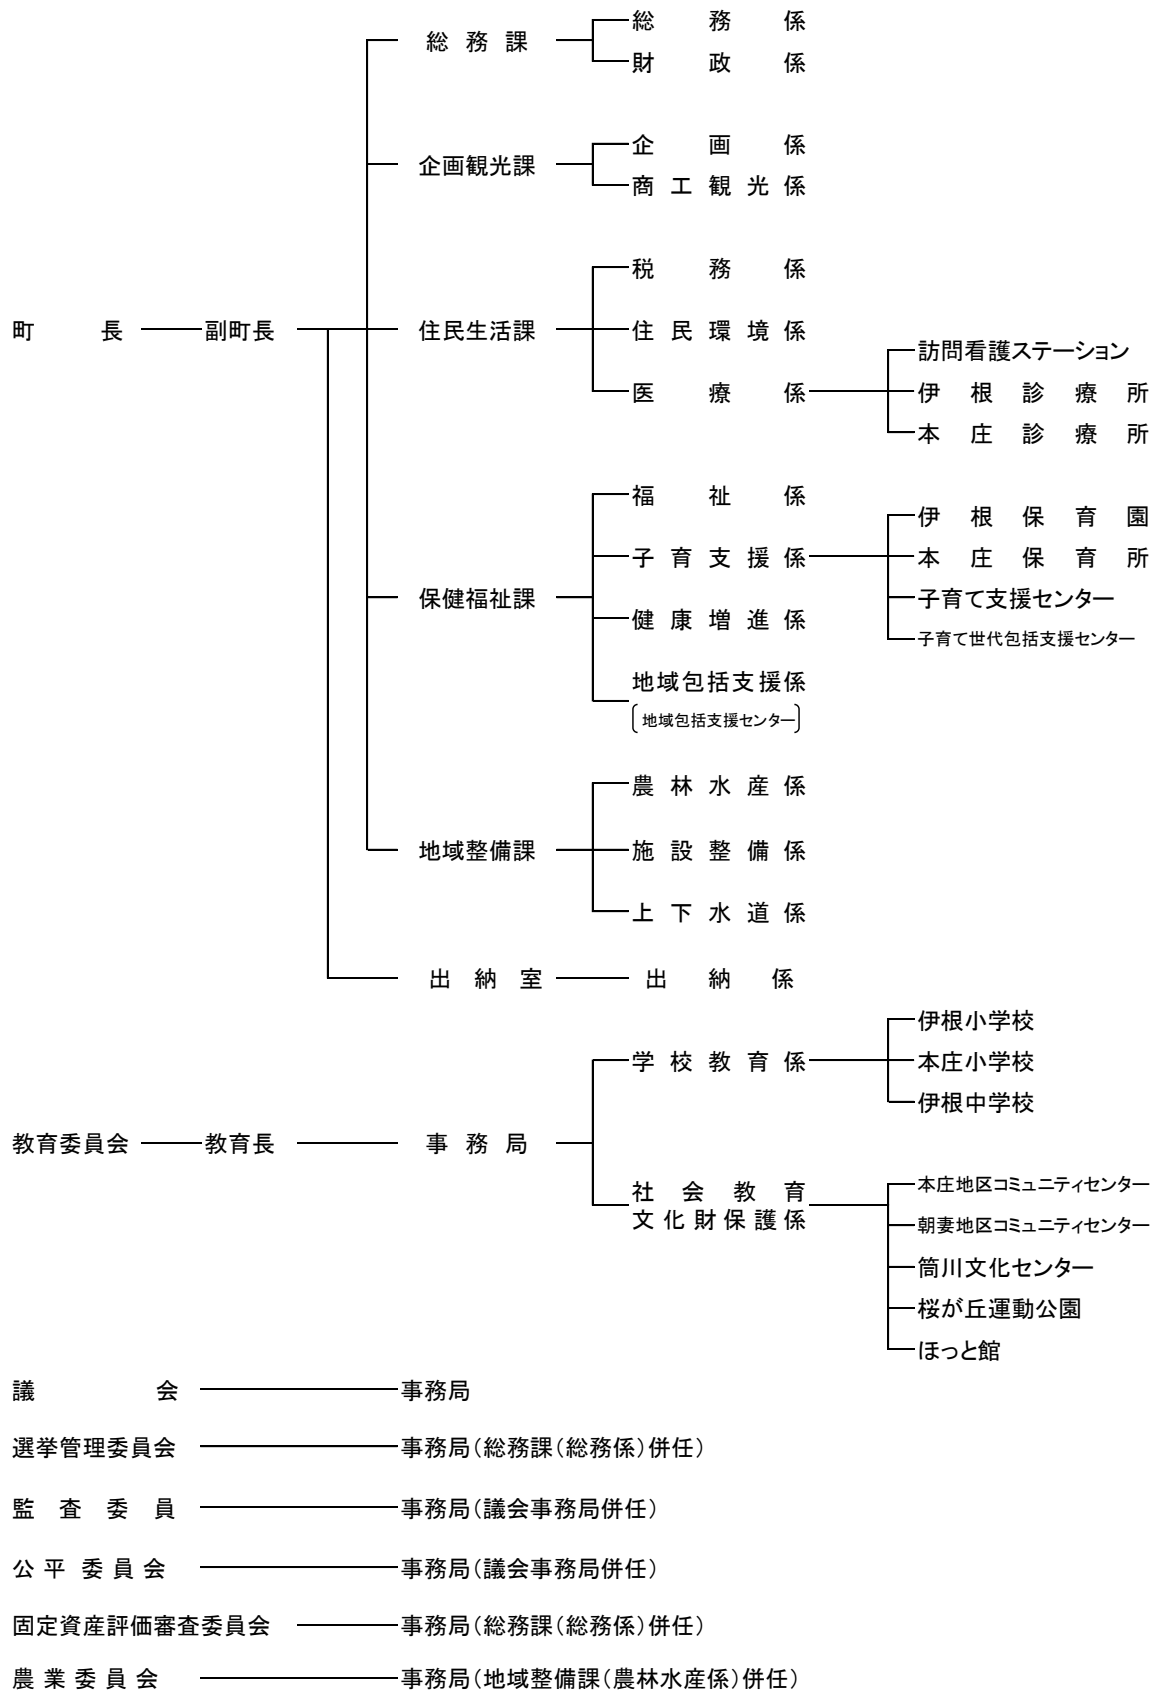 総務係
総務課
財政係
企画係
企画観光課
商工観光係
税務係
町長 副町長 住民生活課 住民環境係
訪問看護ステーション
医療係 伊根診療所
本庄診療所
福祉係
伊根保育園
子育支援係 本庄保育所
保健福祉課 子育て支援センター
健康増進係
子育て世代包括支援センター
地域包括支援係
〔地域包括支援センター〕
農林水産係
地域整備課 施設整備係
上下水道係
出納室 出納係
伊根小学校
学校教育係 本庄小学校
伊根中学校
教育委員会 教育長 事務局
本庄地区コミュニティセンター
社会教育
文化財保護係
朝妻地区コミュニティセンター
筒川文化センター
桜が丘運動公園
ほっと館
議会 事務局
選挙管理委員会 事務局(総務課(総務係)併任)
監査委員 事務局(議会事務局併任)
公平委員会 事務局(議会事務局併任)
固定資産評価審査委員会 事務局(総務課(総務係)併任)
農業委員会 事務局(地域整備課(農林水産係)併任)